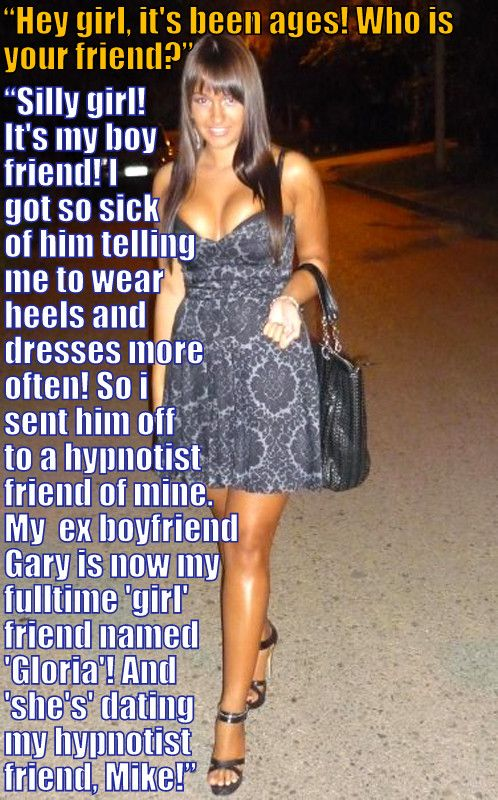 “Hey girl, it's been ages! Who is
your friend?”
“Silly girl!
It's my boy
friend! I
got so sick
of him telling
me to wear
heels and
dresses more
often! So i
sent him off
to a hypnotist
friend of mine.
My ex boyfriend
Gary is now my
fulltime 'girl'
friend named
'Gloria'! And
'she's' dating
my hypnotist
friend, Mike!”